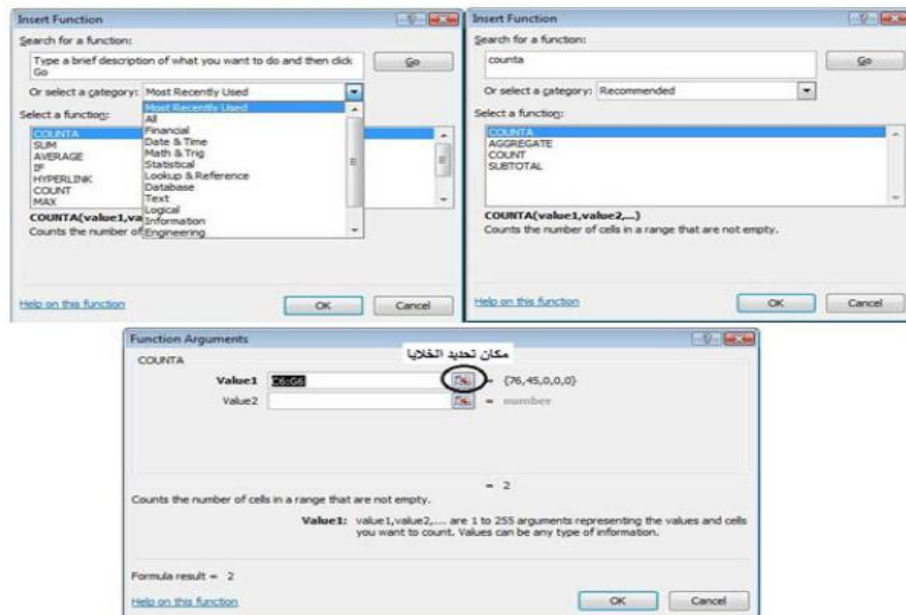 Insert Function
Search for a function:
Type a brief description of what you want to do and then click
Go
Go
Or select a category: Most Recently Used
Most Recently Used
All
Financial
Date & Time
Math & Trig
Statistical
Lookup & Reference
Database
Text
Logical
Information
Engineering
Select a function:
COUNTA
SUM
AVERAGE
IF
HYPERLINK
COUNT
MAX
COUNTA(value1,va
Counts the number of
Help on this function
OK
Cancel
Insert Function
Search for a function:
counta
Go
Or select a category: Recommended
Select a function:
COUNTA
AGGREGATE
COUNT
SUBTOTAL
COUNTA(value1,value2,...)
Counts the number of cells in a range that are not empty.
Help on this function
OK
Cancel
Function Arguments
مكان تحديد الخلايا
COUNTA
Value1 C6:G6 = {76,45,0,0,0}
Value2 = number
= 2
Counts the number of cells in a range that are not empty.
Value1: value1,value2,... are 1 to 255 arguments representing the values and cells
you want to count. Values can be any type of information.
Formula result = 2
Help on this function
OK
Cancel